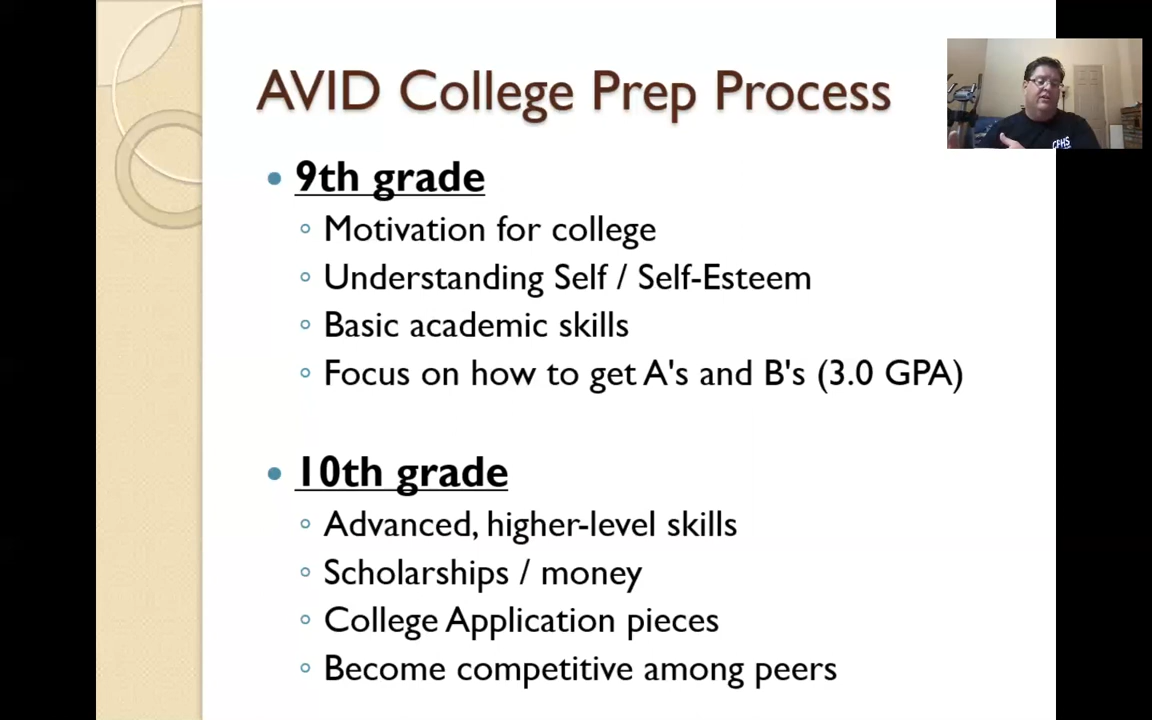 AVID College Prep Process
9th grade
Motivation for college
Understanding Self / Self-Esteem
Basic academic skills
Focus on how to get A's and B's (3.0 GPA)
10th grade
Advanced, higher-level skills
Scholarships / money
College Application pieces
Become competitive among peers